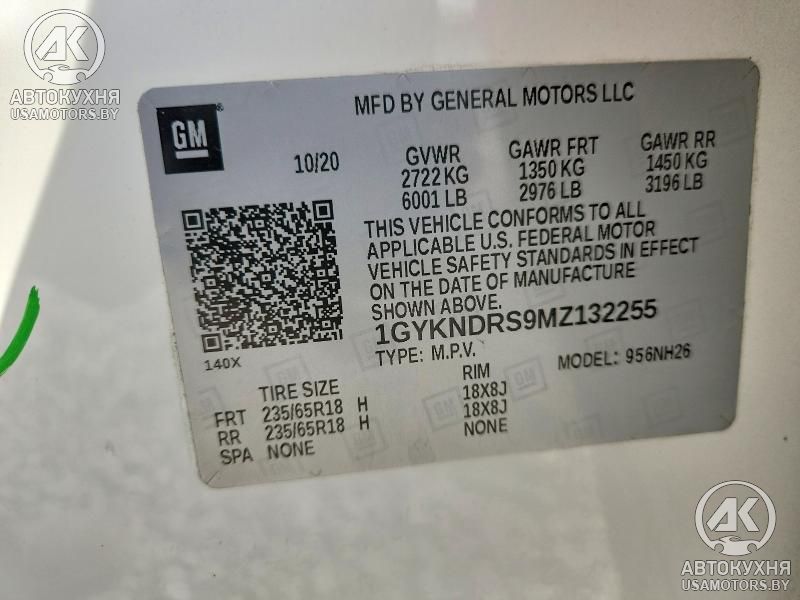 AK
АВТОКУХНЯ
USAMOTORS.BY
MFD BY GENERAL MOTORS LLC
GM
10/20
GVWR GAWR FRT GAWR RR
2722 KG 1350 KG 1450 KG
6001 LB 2976 LB 3196 LB
THIS VEHICLE CONFORMS TO ALL
APPLICABLE U.S. FEDERAL MOTOR
VEHICLE SAFETY STANDARDS IN EFFECT
ON THE DATE OF MANUFACTURE
SHOWN ABOVE.
1GYKNDRS9MZ132255
TYPE: M.P.V. MODEL: 956NH26
140X
TIRE SIZE RIM
FRT 235/65R18 H 18X8J
RR 235/65R18 H 18X8J
SPA NONE NONE
AK
АВТОКУХНЯ
USAMOTORS.BY